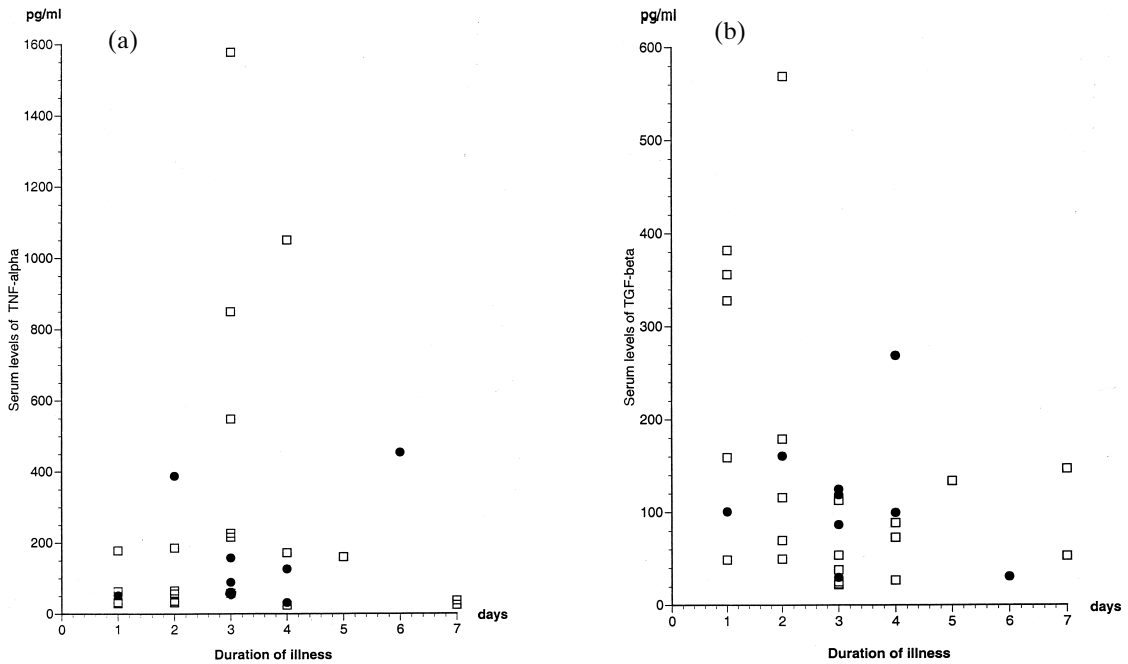 pg/ml
(a)
1600
1400
1200
1000
800
600
400
200
0
Serum levels of TNF-alpha
0 1 2 3 4 5 6 7 days
Duration of illness
pg/ml
(b)
600
500
400
300
200
100
0
Serum levels of TGF-beta
0 1 2 3 4 5 6 7 days
Duration of illness